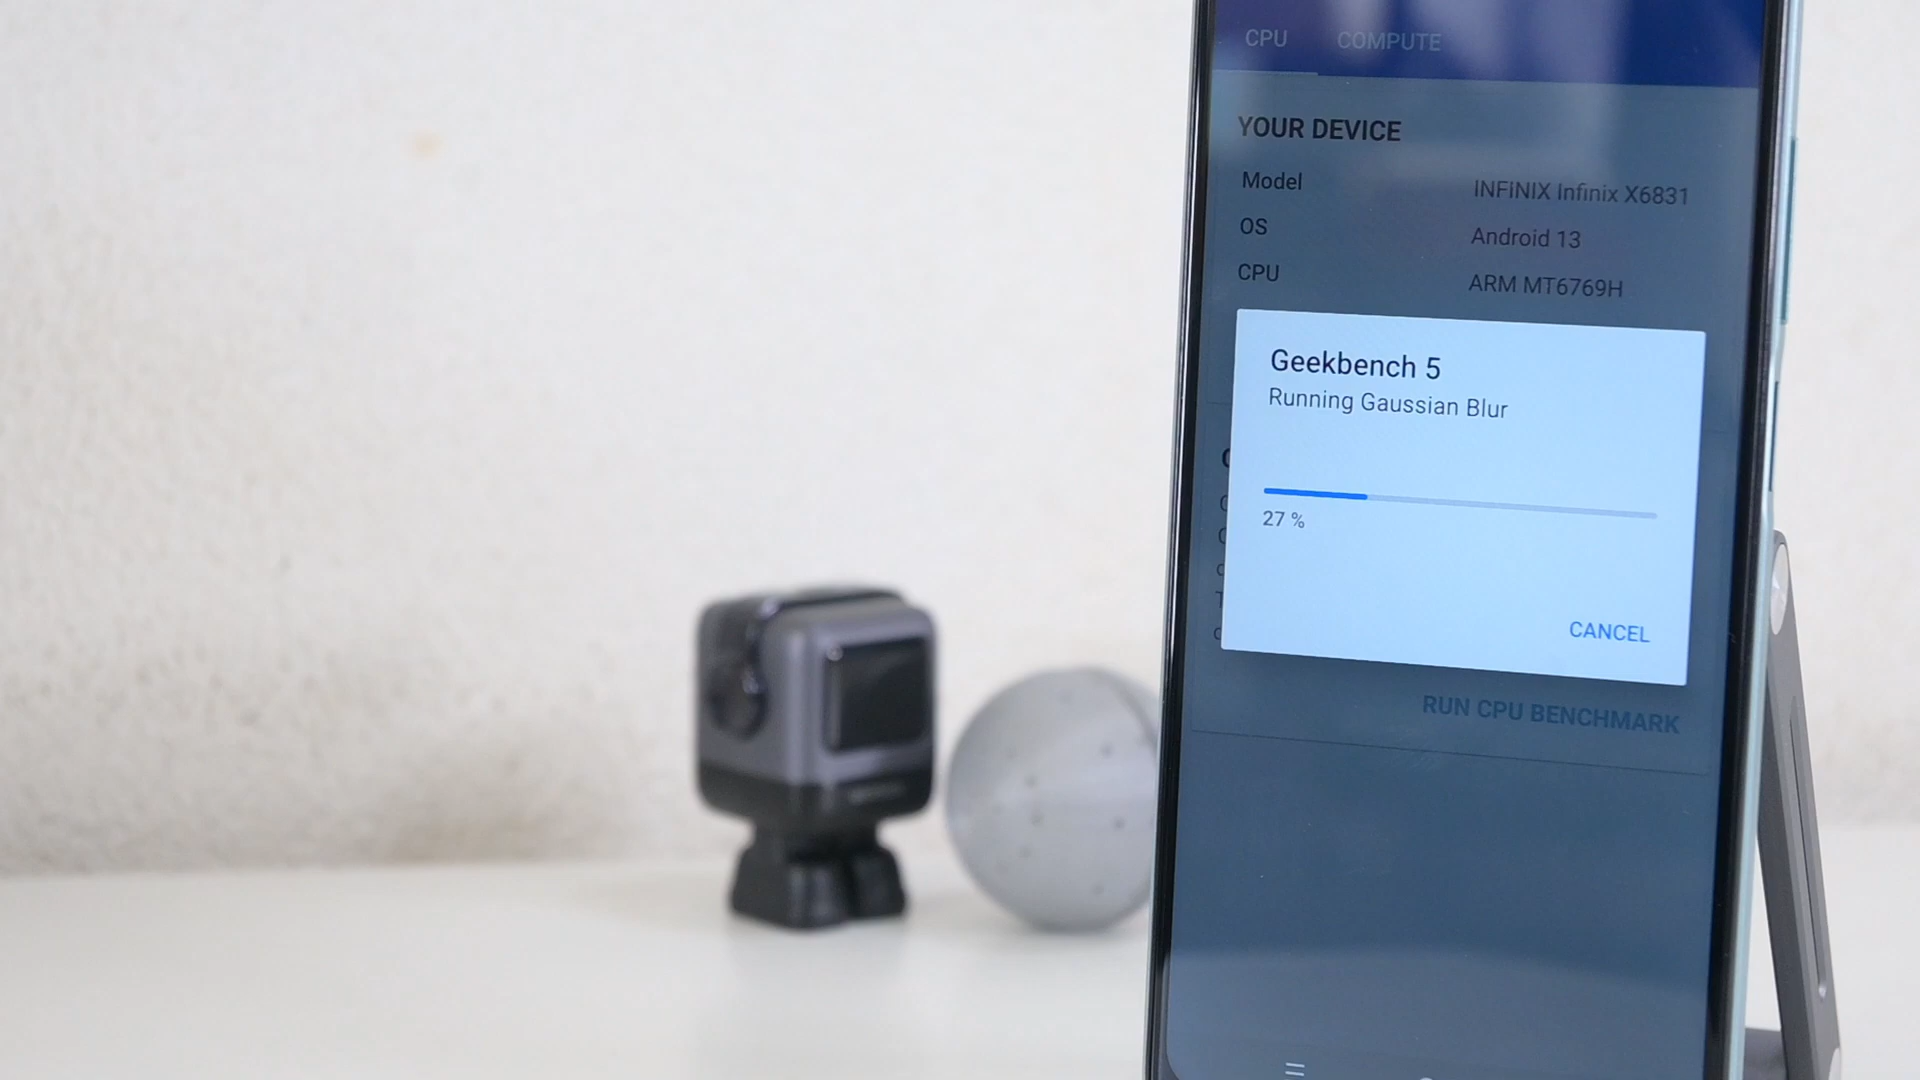 CPU COMPUTE
YOUR DEVICE
Model INFINIX Infinix X6831
OS Android 13
CPU ARM MT6769H
Geekbench 5
Running Gaussian Blur
27 %
CANCEL
RUN CPU BENCHMARK